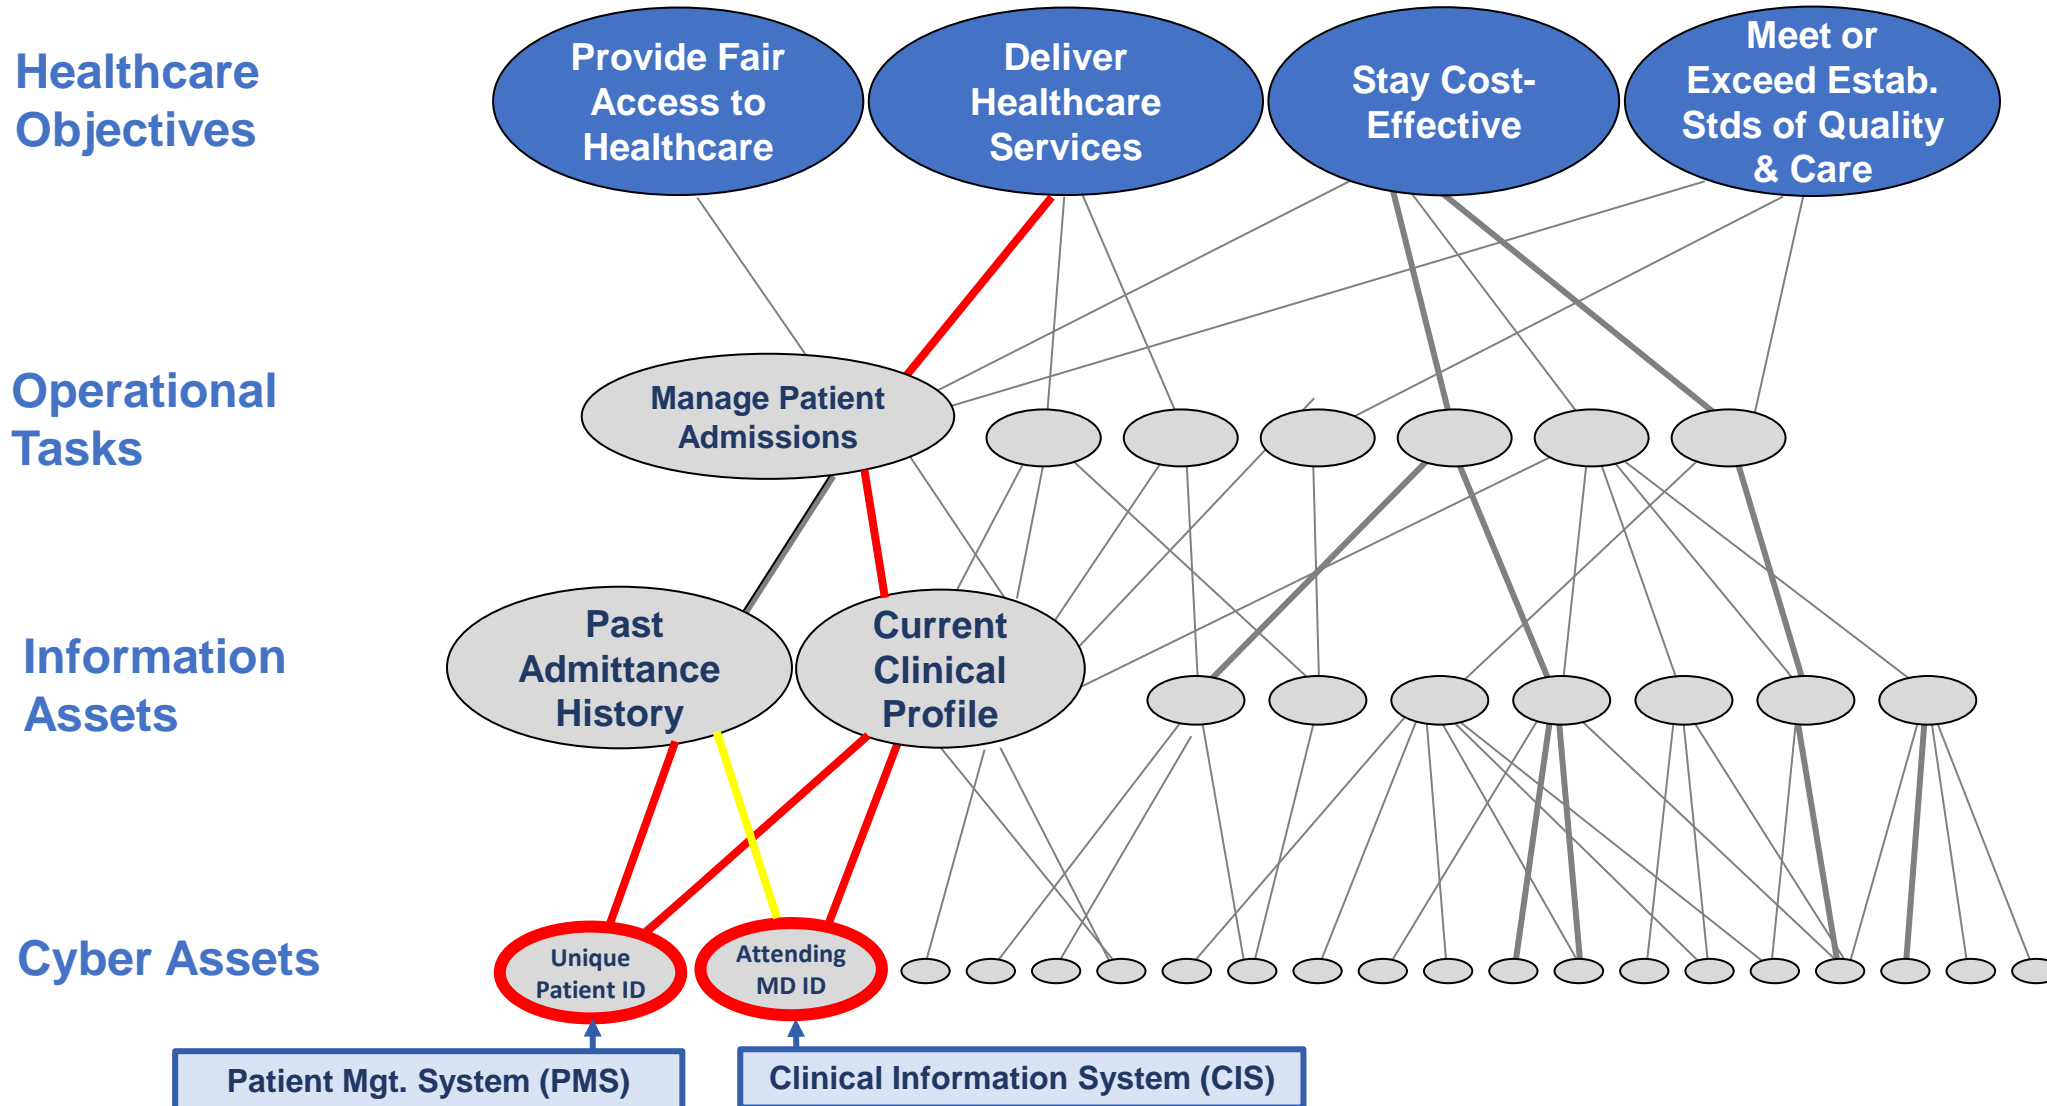 Healthcare
Objectives
Provide Fair
Access to
Healthcare
Deliver
Healthcare
Services
Stay Cost-
Effective
Meet or
Exceed Estab.
Stds of Quality
& Care
Operational
Tasks
Manage Patient
Admissions
Information
Assets
Past
Admittance
History
Current
Clinical
Profile
Cyber Assets
Unique
Patient ID
Attending
MD ID
Patient Mgt. System (PMS)
Clinical Information System (CIS)